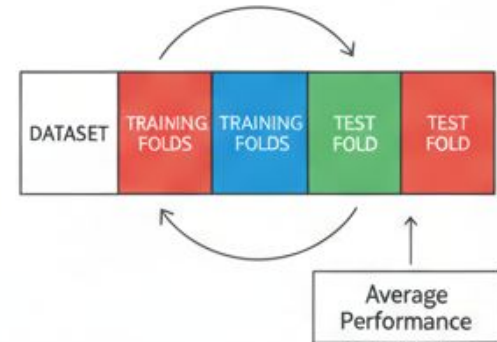 DATASET
TRAINING
FOLDS
TRAINING
FOLDS
TEST
FOLD
TEST
FOLD
Average
Performance